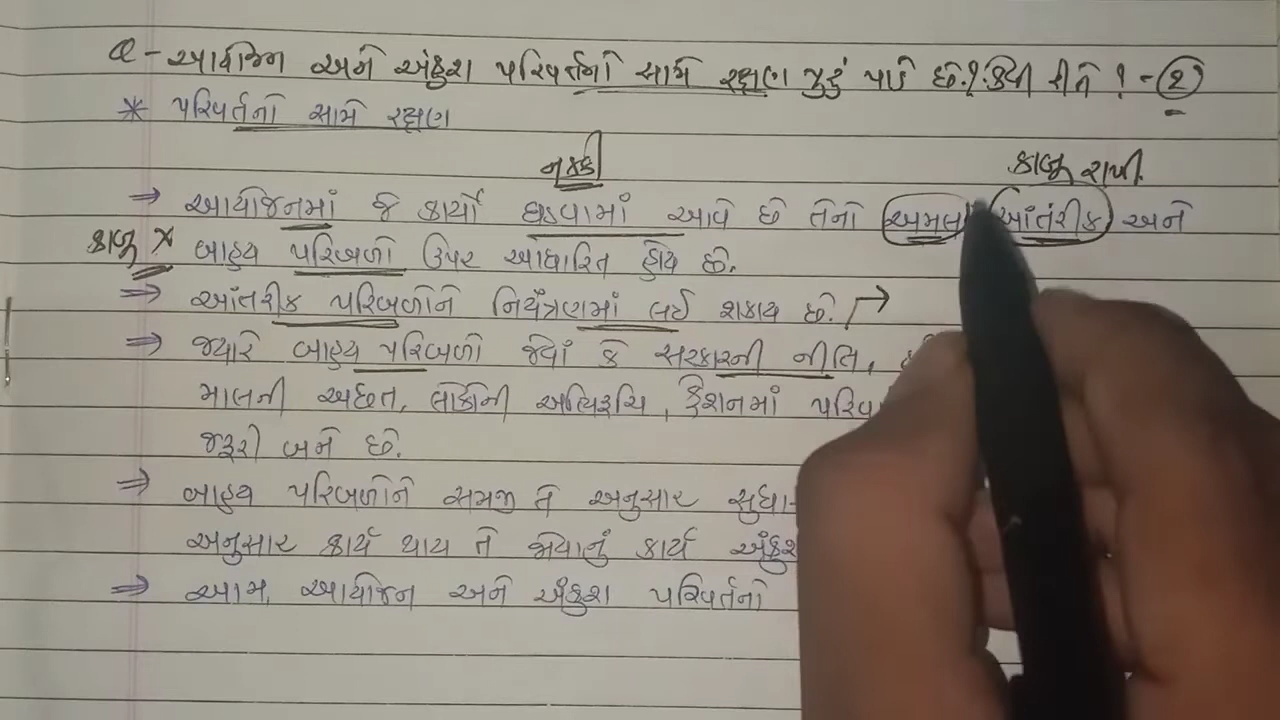 Q - આયોજન અને અંકુશ પરિવર્તનો સામે રક્ષણ પુરું પાડે છે? કેવી રીતે ! - ②
* પરિવર્તનો સામે રક્ષણ
નક્કી
કાબૂ રાખી
⇒ આયોજનમાં જે કાર્યો ઘડવામાં આવે છે તેનો અમલ આંતરીક અને
કાબૂ × બાહ્ય પરિબળો ઉપર આધારિત હોય છે.
⇒ આંતરીક પરિબળોને નિયંત્રણમાં લઈ શકાય છે.
⇒ જ્યારે બાહ્ય પરિબળો જેવાં કે સરકારની નીતિ,
માલની અછત, લોકોની અભિરૂચિ, ફેશનમાં
જરૂરી બને છે.
⇒ બાહ્ય પરિબળોને સમજી તે અનુસાર
અનુસાર કાર્ય થાય તે જોવાનું કાર્ય અંકુશ
⇒ આમ, આયોજન અને અંકુશ પરિવર્તનો